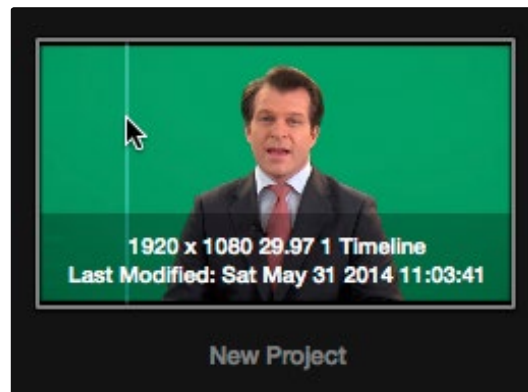 1920 x 1080 29.97 1 Timeline
Last Modified: Sat May 31 2014 11:03:41
New Project